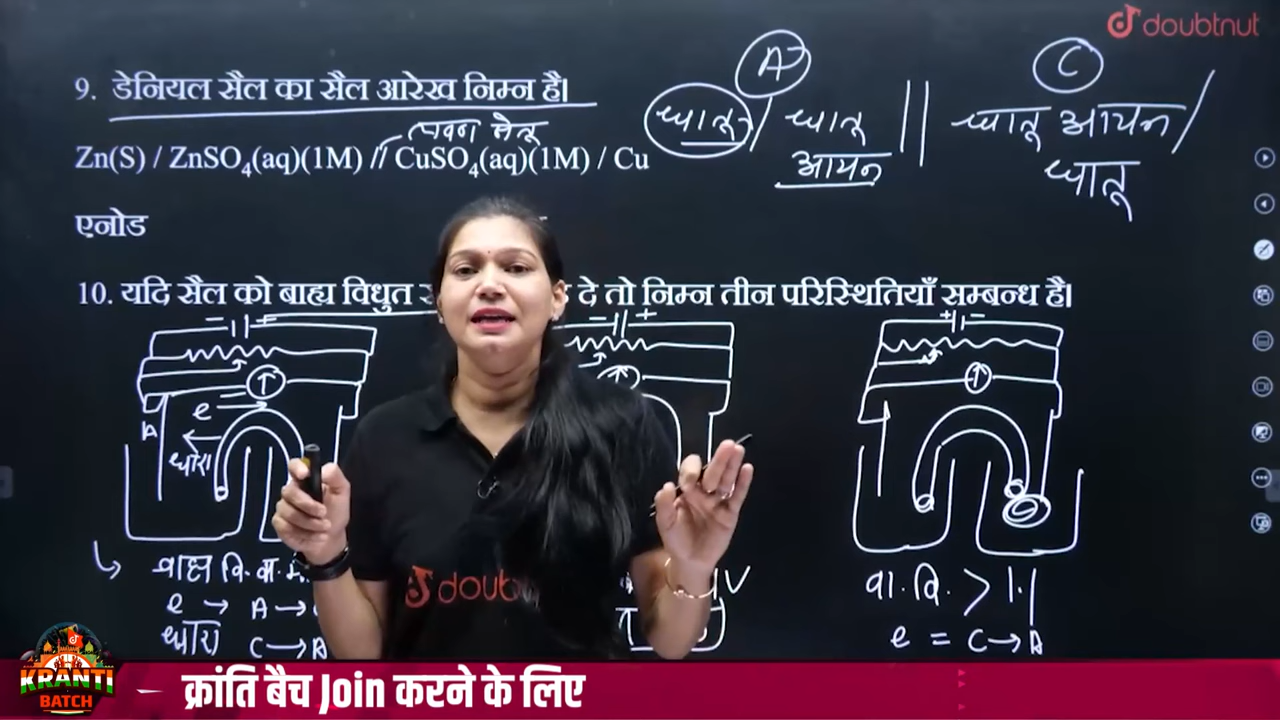 doubtnut
9. डेनियल सैल का सैल आरेख निम्न है।
लवण सेतू
Zn(S) / ZnSO₄(aq)(1M) // CuSO₄(aq)(1M) / Cu
A
C
धातू / धातू आयन || धातू आयन / धातू
एनोड
10. यदि सैल को बाह्य विधुत दे तो निम्न तीन परिस्थितियाँ सम्बन्ध है।
− +
+ −
e
A
धारा
बाह्य वि.
e → A →
धारा C → A
V
वा. वि. > 1.1
e = C → A
doubt
KRANTI
BATCH
क्रांति बैच Join करने के लिए